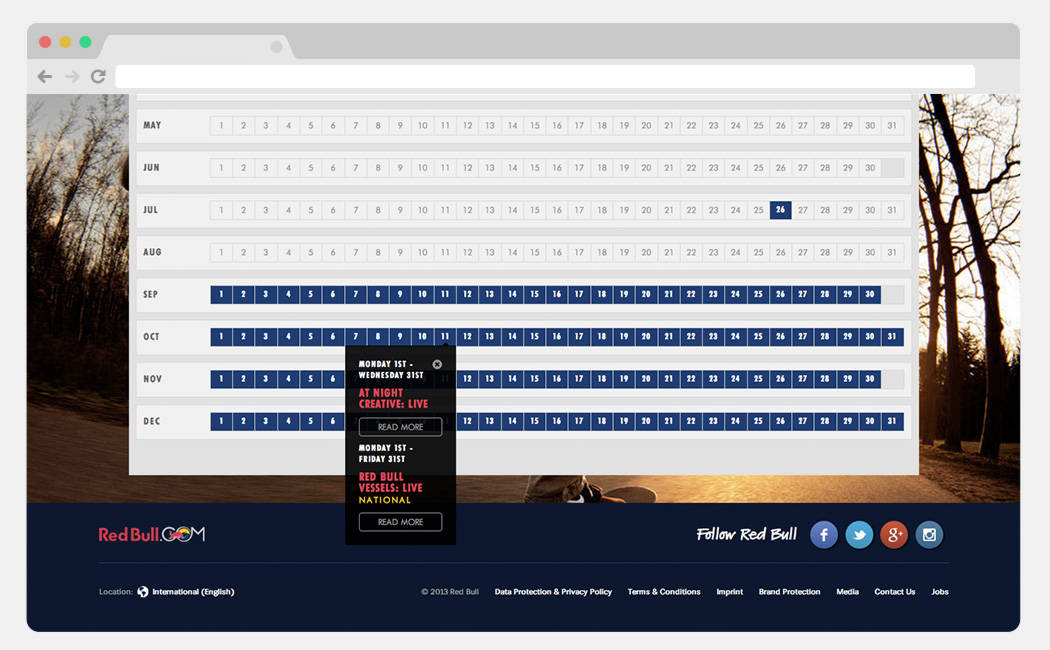 MAY 1 2 3 4 5 6 7 8 9 10 11 12 13 14 15 16 17 18 19 20 21 22 23 24 25 26 27 28 29 30 31
JUN 1 2 3 4 5 6 7 8 9 10 11 12 13 14 15 16 17 18 19 20 21 22 23 24 25 26 27 28 29 30
JUL 1 2 3 4 5 6 7 8 9 10 11 12 13 14 15 16 17 18 19 20 21 22 23 24 25 26 27 28 29 30 31
AUG 1 2 3 4 5 6 7 8 9 10 11 12 13 14 15 16 17 18 19 20 21 22 23 24 25 26 27 28 29 30 31
SEP 1 2 3 4 5 6 7 8 9 10 11 12 13 14 15 16 17 18 19 20 21 22 23 24 25 26 27 28 29 30
OCT 1 2 3 4 5 6 7 8 9 10 11 12 13 14 15 16 17 18 19 20 21 22 23 24 25 26 27 28 29 30 31
NOV 1 2 3 4 5 6 12 13 14 15 16 17 18 19 20 21 22 23 24 25 26 27 28 29 30
DEC 1 2 3 4 5 6 12 13 14 15 16 17 18 19 20 21 22 23 24 25 26 27 28 29 30 31
MONDAY 1ST -
WEDNESDAY 31ST
AT NIGHT
CREATIVE: LIVE
READ MORE
MONDAY 1ST -
FRIDAY 31ST
RED BULL
VESSELS: LIVE
NATIONAL
READ MORE
Red Bull.COM
Follow Red Bull f g+
Location: International (English)
© 2013 Red Bull Data Protection & Privacy Policy Terms & Conditions Imprint Brand Protection Media Contact Us Jobs